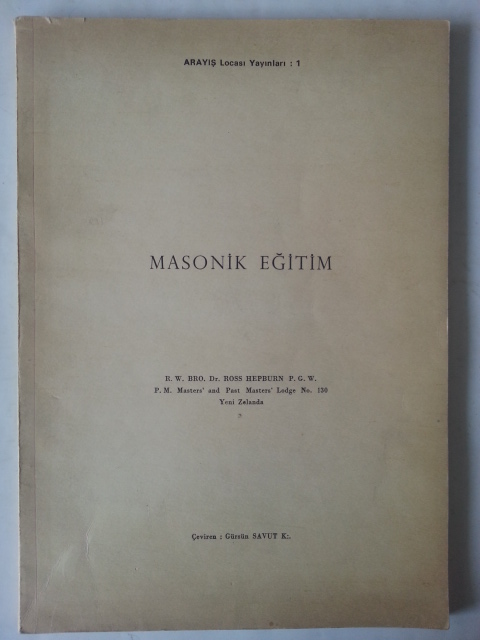 ARAYIŞ Locası Yayınları : 1
MASONİK EĞİTİM
R. W. BRO. Dr. ROSS HEPBURN P. G. W.
P. M. Masters' and Past Masters' Lodge No. 130
Yeni Zelanda
Çeviren : Gürsün SAVUT K∴